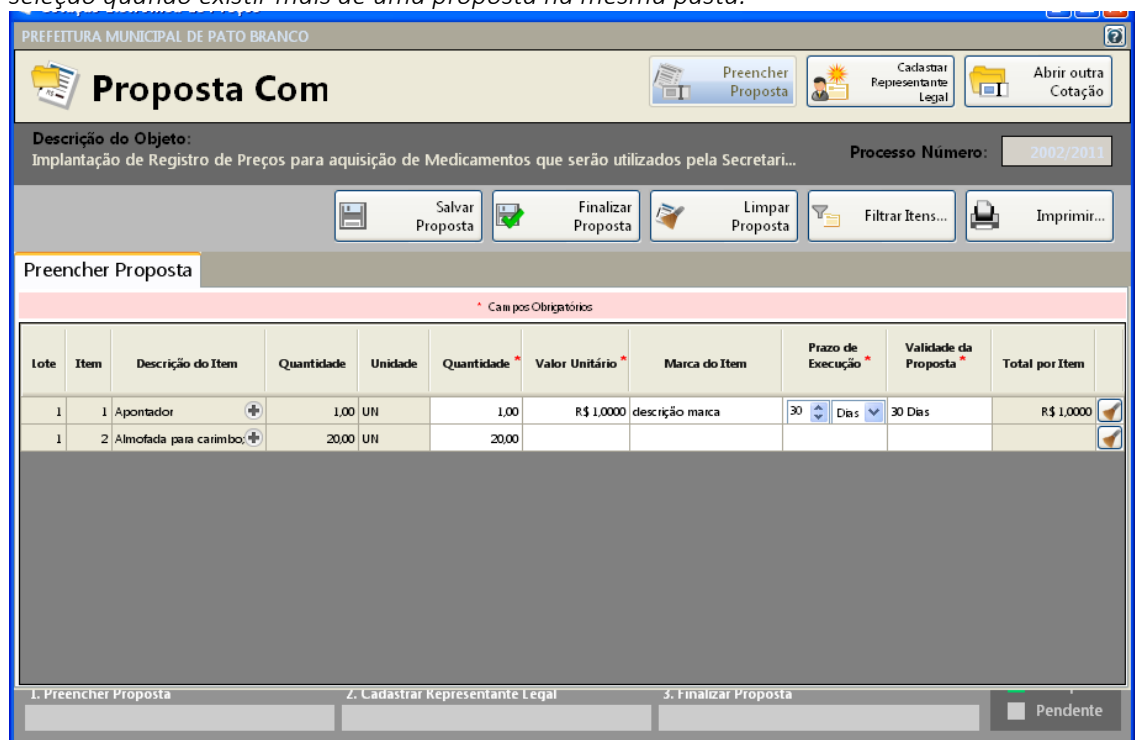 seleção quando existir mais de uma proposta na mesma pasta.
PREFEITURA MUNICIPAL DE PATO BRANCO
Proposta Com
Preencher
Proposta
Cadastrar
Representante
Legal
Abrir outra
Cotação
Descrição do Objeto:
Implantação de Registro de Preços para aquisição de Medicamentos que serão utilizados pela Secretari...
Processo Número: 2002/2011
Salvar
Proposta
Finalizar
Proposta
Limpar
Proposta
Filtrar Itens...
Imprimir...
Preencher Proposta
* Campos Obrigatórios
Lote Item Descrição do Item Quantidade Unidade Quantidade * Valor Unitário * Marca do Item Prazo de Execução * Validade da Proposta * Total por Item
1 1 Apontador 1,00 UN 1,00 R$ 1,0000 descrição marca 30 Dias 30 Dias R$ 1,0000
1 2 Almofada para carimbo; 20,00 UN 20,00
1. Preencher Proposta 2. Cadastrar Representante Legal 3. Finalizar Proposta
Pendente